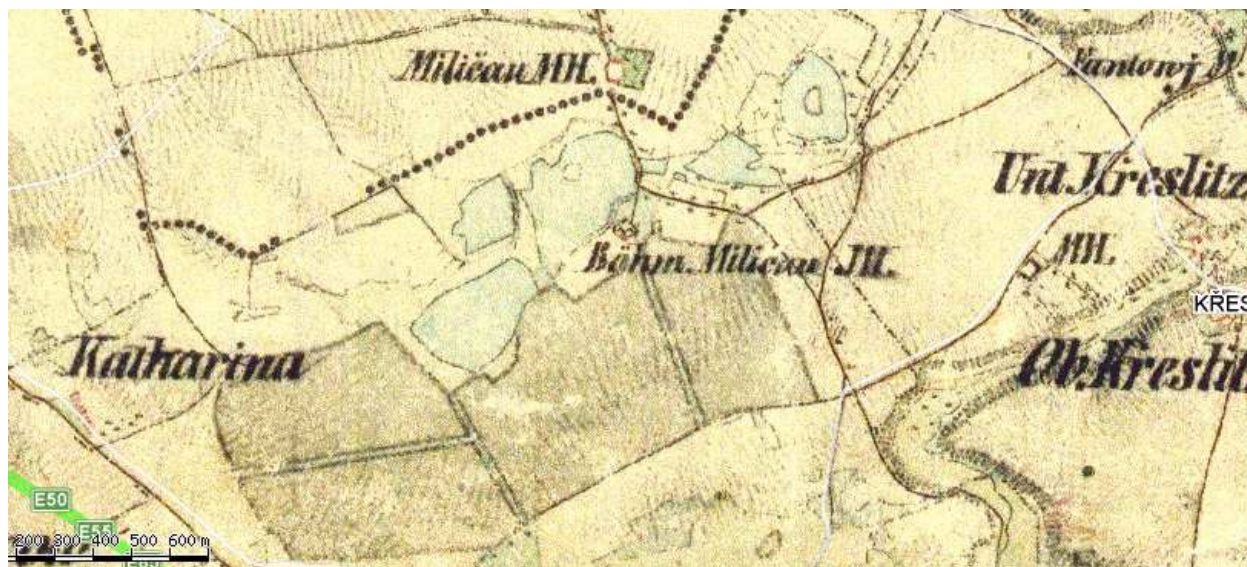 Miličau MH.
Unt. Kreslitz
Böhm. Miličau JH.
MH.
KŘES
Katharina
Ob. Kreslitz
E50
E55
200 300 400 500 600 m